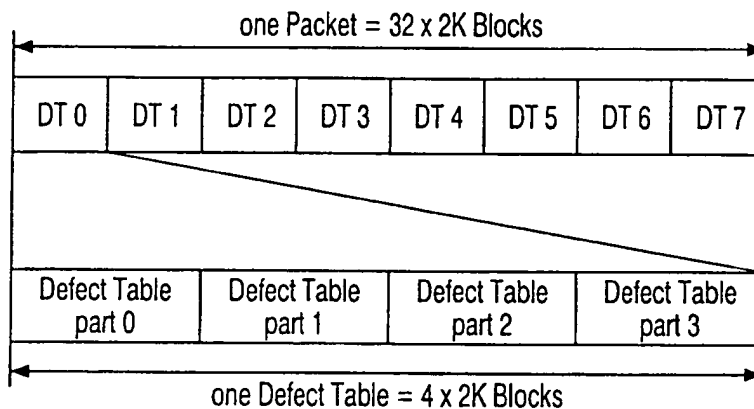 one Packet = 32 x 2K Blocks
DT 0 DT 1 DT 2 DT 3 DT 4 DT 5 DT 6 DT 7
Defect Table Defect Table Defect Table Defect Table
part 0 part 1 part 2 part 3
one Defect Table = 4 x 2K Blocks